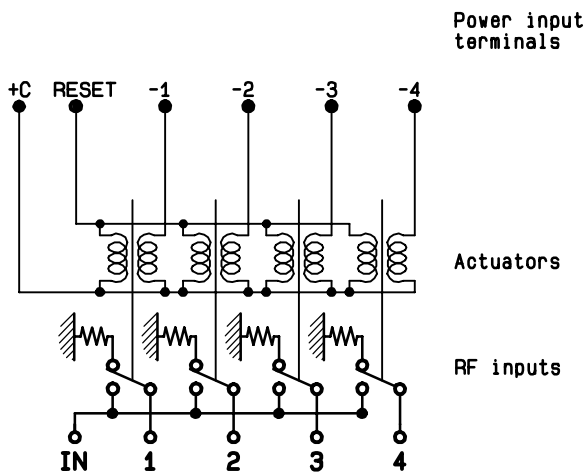 Power input
terminals
+C RESET -1 -2 -3 -4
Actuators
RF inputs
IN 1 2 3 4